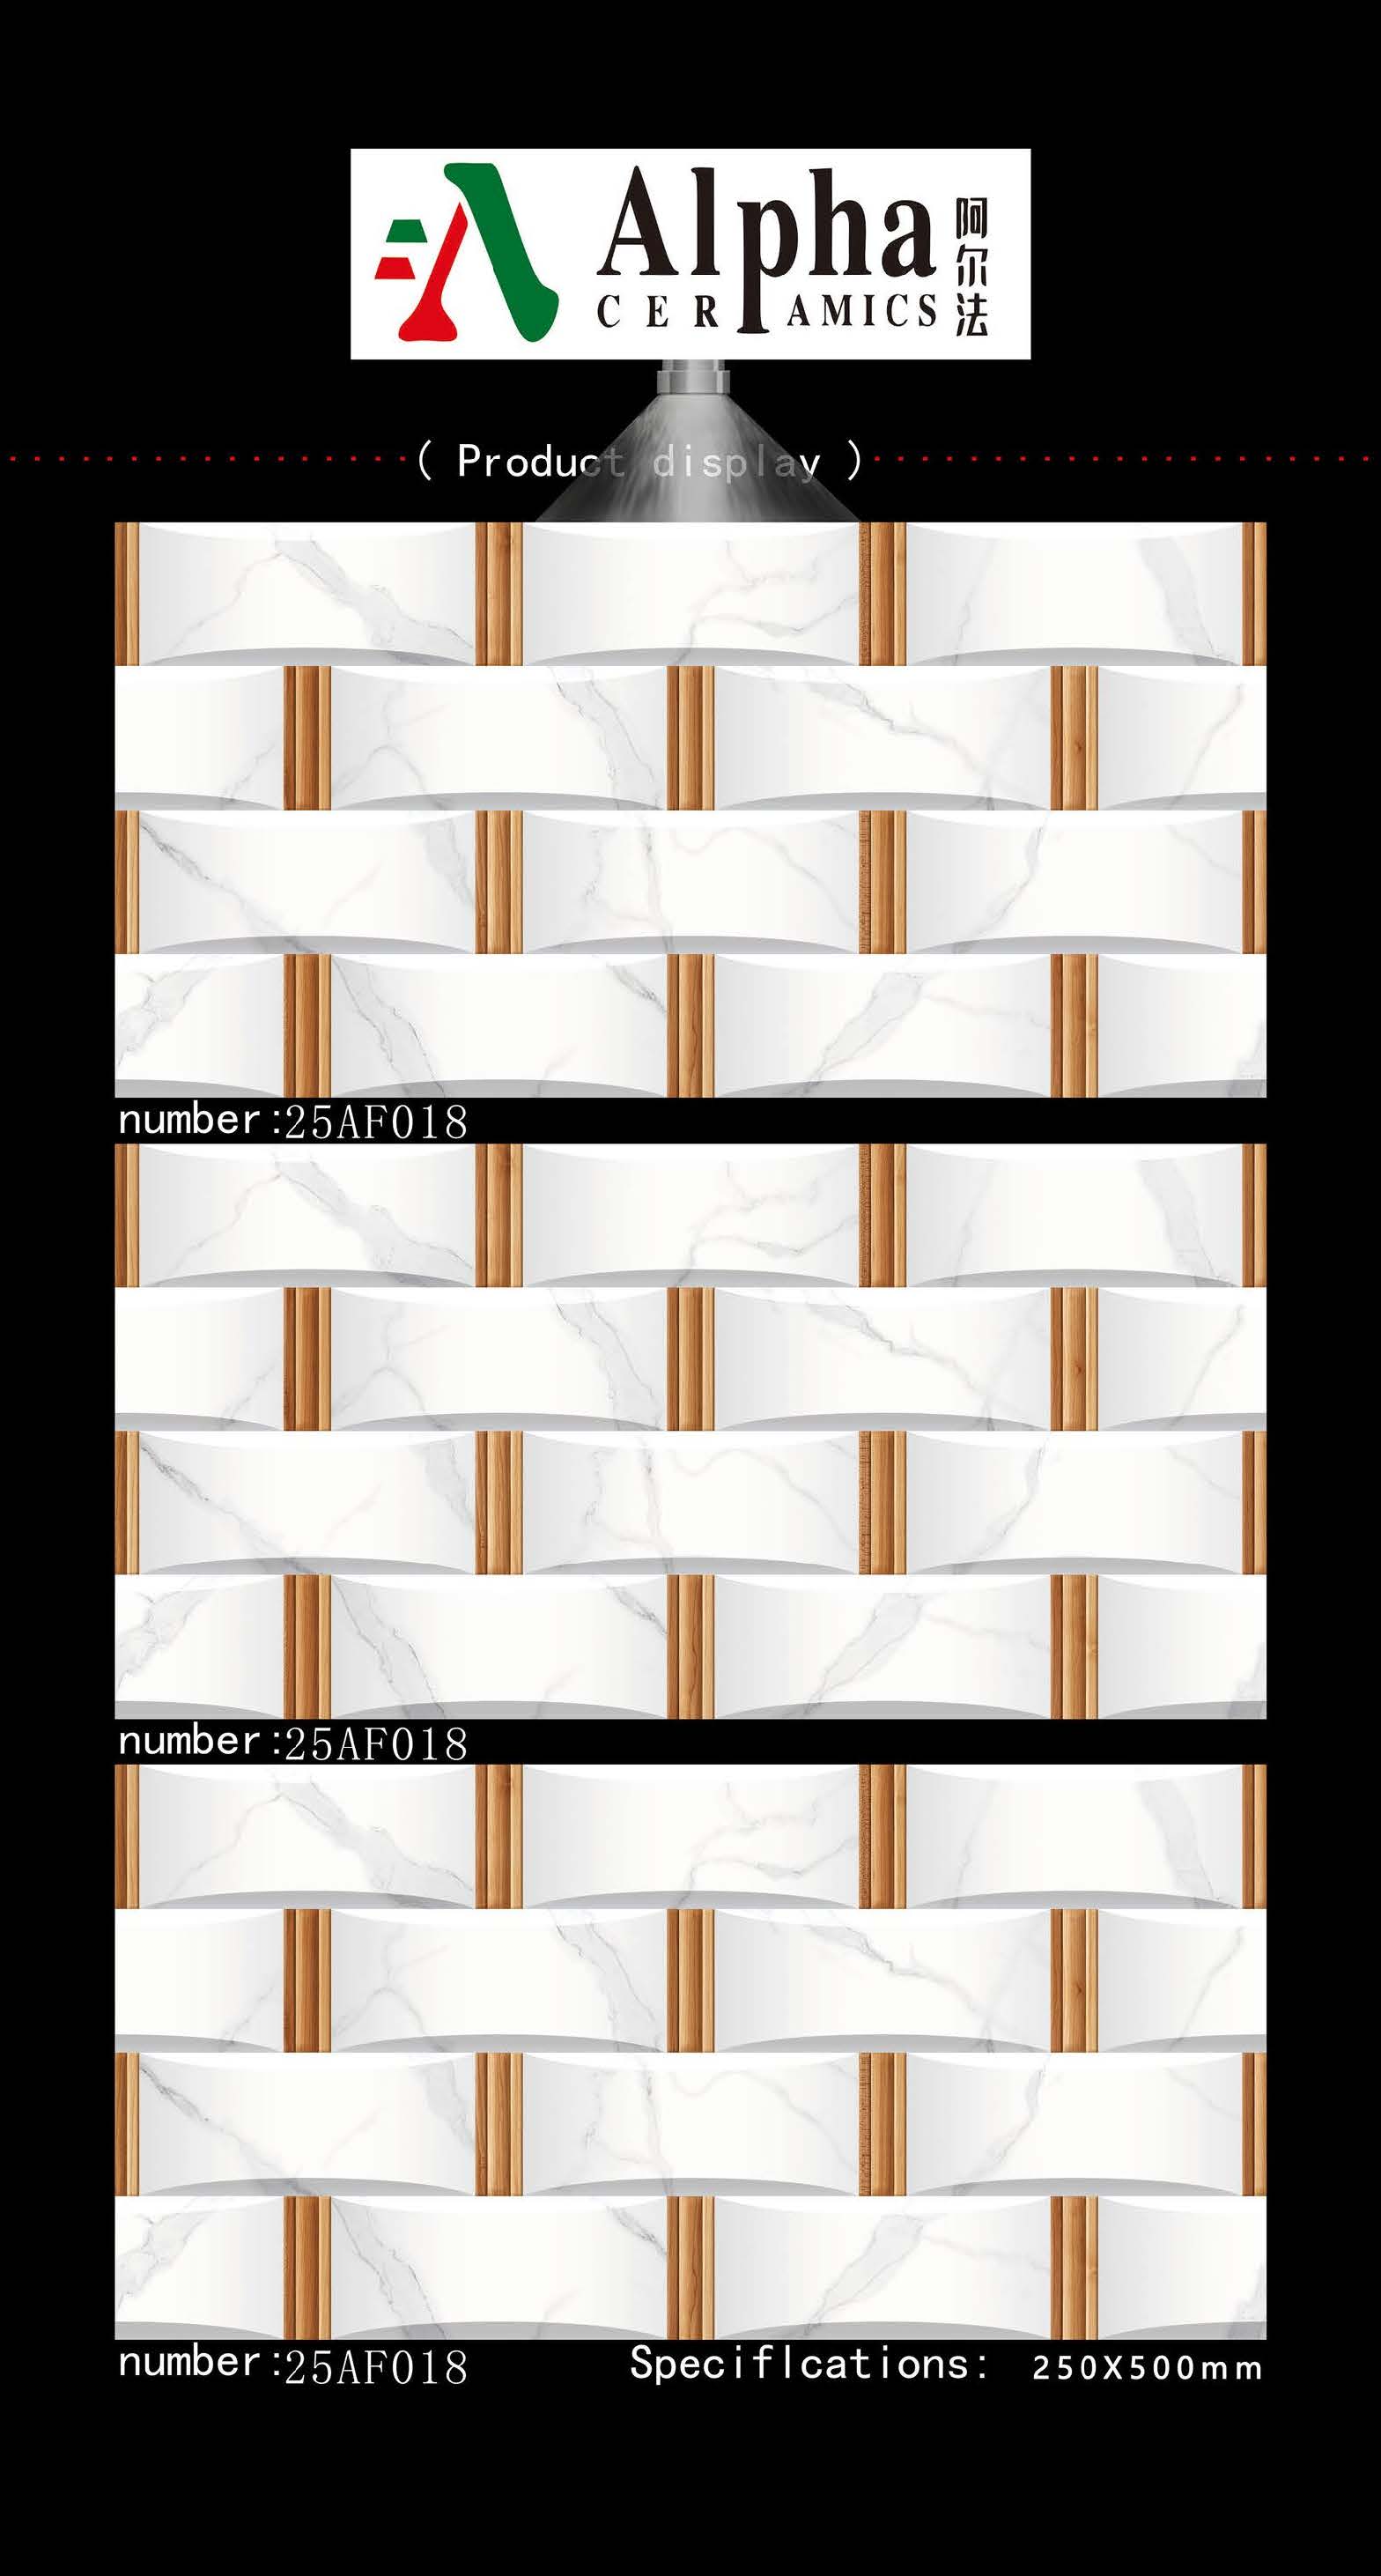 Alpha
CERAMICS
阿尔法
( Product display )
number:25AF018
number:25AF018
number:25AF018
Speciflcations: 250X500mm